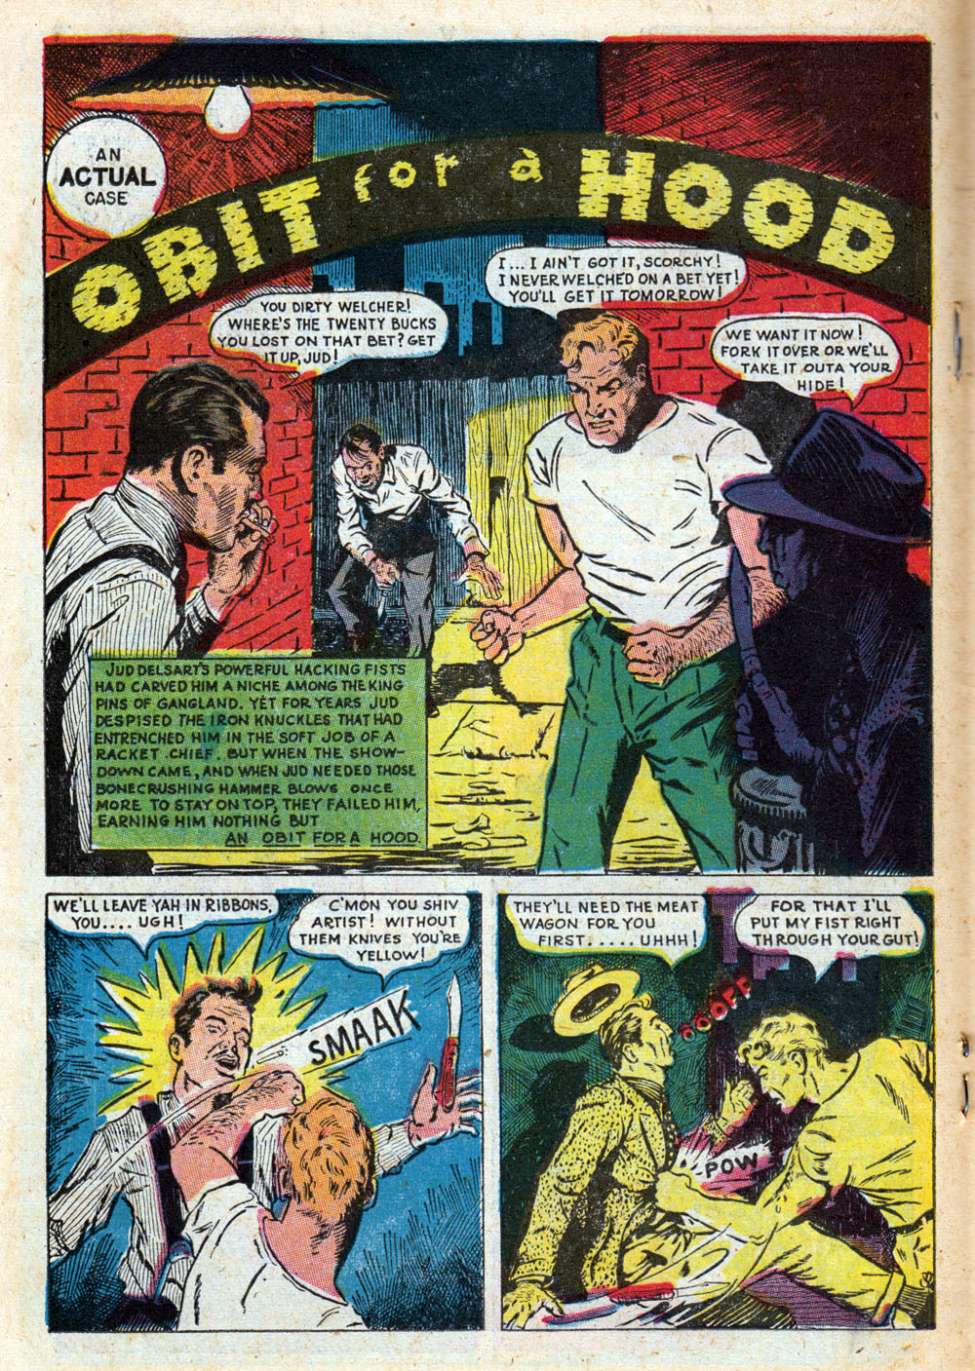 AN
ACTUAL
CASE
OBIT for a HOOD
YOU DIRTY WELCHER!
WHERE'S THE TWENTY BUCKS
YOU LOST ON THAT BET? GET
IT UP, JUD!
I... I AIN'T GOT IT, SCORCHY!
I NEVER WELCHED ON A BET YET!
YOU'LL GET IT TOMORROW!
WE WANT IT NOW!
FORK IT OVER OR WE'LL
TAKE IT OUTA YOUR
HIDE!
JUD DELSART'S POWERFUL HACKING FISTS
HAD CARVED HIM A NICHE AMONG THE KING
PINS OF GANGLAND. YET FOR YEARS JUD
DESPISED THE IRON KNUCKLES THAT HAD
ENTRENCHED HIM IN THE SOFT JOB OF A
RACKET CHIEF. BUT WHEN THE SHOW-
DOWN CAME, AND WHEN JUD NEEDED THOSE
BONECRUSHING HAMMER BLOWS ONCE
MORE TO STAY ON TOP, THEY FAILED HIM,
EARNING HIM NOTHING BUT
AN OBIT FOR A HOOD.
WE'LL LEAVE YAH IN RIBBONS,
YOU.... UGH!
C'MON YOU SHIV
ARTIST! WITHOUT
THEM KNIVES YOU'RE
YELLOW!
SMAAK
THEY'LL NEED THE MEAT
WAGON FOR YOU
FIRST......UHHH!
FOR THAT I'LL
PUT MY FIST RIGHT
THROUGH YOUR GUT!
OOOFF
POW